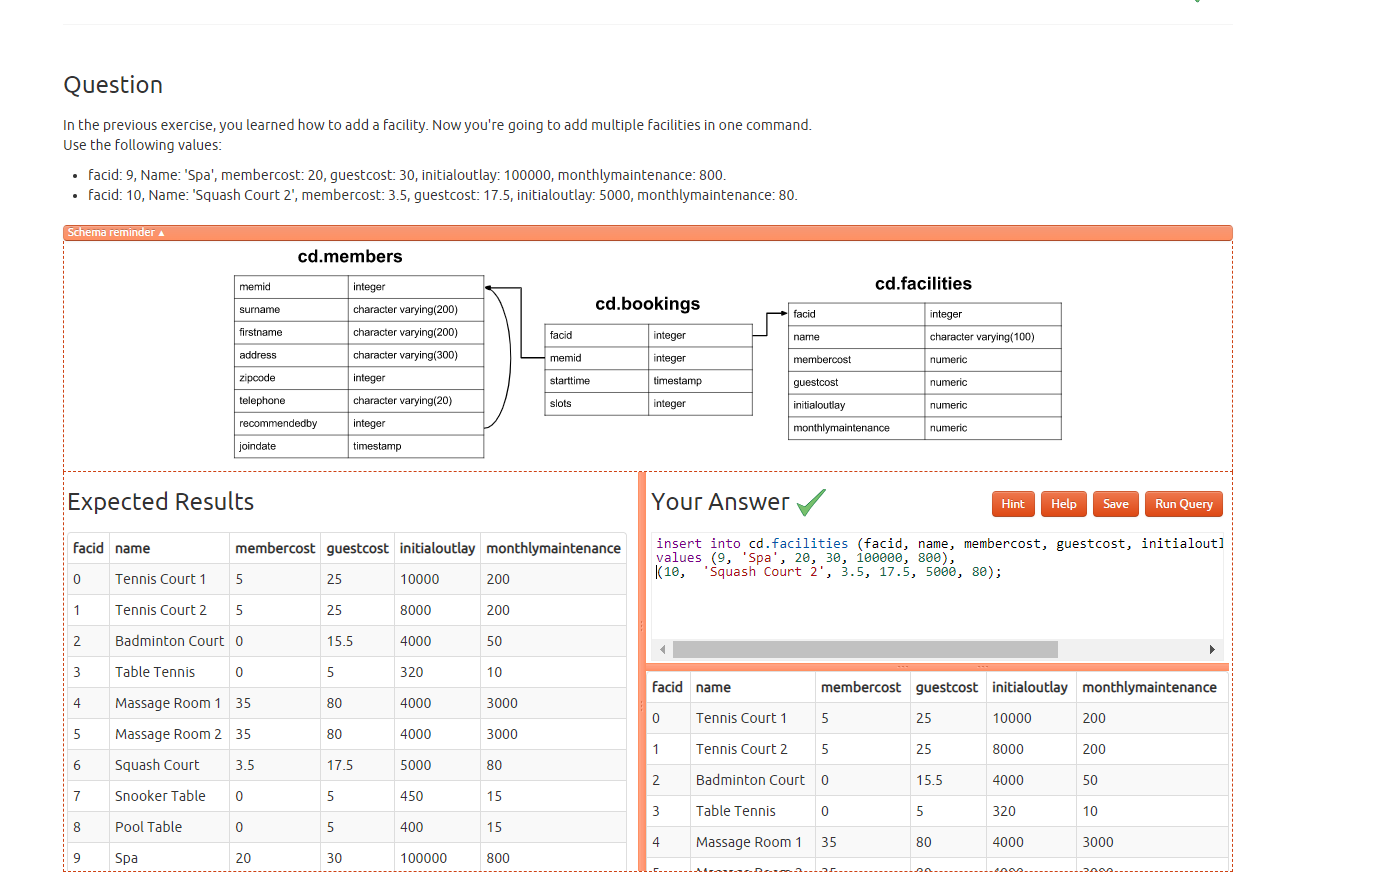 Question
In the previous exercise, you learned how to add a facility. Now you're going to add multiple facilities in one command.
Use the following values:
facid: 9, Name: 'Spa', membercost: 20, guestcost: 30, initialoutlay: 100000, monthlymaintenance: 800.
facid: 10, Name: 'Squash Court 2', membercost: 3.5, guestcost: 17.5, initialoutlay: 5000, monthlymaintenance: 80.
Schema reminder ▲
cd.members
memid integer
surname character varying(200)
firstname character varying(200)
address character varying(300)
zipcode integer
telephone character varying(20)
recommendedby integer
joindate timestamp
cd.bookings
facid integer
memid integer
starttime timestamp
slots integer
cd.facilities
facid integer
name character varying(100)
membercost numeric
guestcost numeric
initialoutlay numeric
monthlymaintenance numeric
Expected Results
facid name membercost guestcost initialoutlay monthlymaintenance
0 Tennis Court 1 5 25 10000 200
1 Tennis Court 2 5 25 8000 200
2 Badminton Court 0 15.5 4000 50
3 Table Tennis 0 5 320 10
4 Massage Room 1 35 80 4000 3000
5 Massage Room 2 35 80 4000 3000
6 Squash Court 3.5 17.5 5000 80
7 Snooker Table 0 5 450 15
8 Pool Table 0 5 400 15
9 Spa 20 30 100000 800
Your Answer
Hint Help Save Run Query
insert into cd.facilities (facid, name, membercost, guestcost, initialoutl
values (9, 'Spa', 20, 30, 100000, 800),
(10, 'Squash Court 2', 3.5, 17.5, 5000, 80);
facid name membercost guestcost initialoutlay monthlymaintenance
0 Tennis Court 1 5 25 10000 200
1 Tennis Court 2 5 25 8000 200
2 Badminton Court 0 15.5 4000 50
3 Table Tennis 0 5 320 10
4 Massage Room 1 35 80 4000 3000